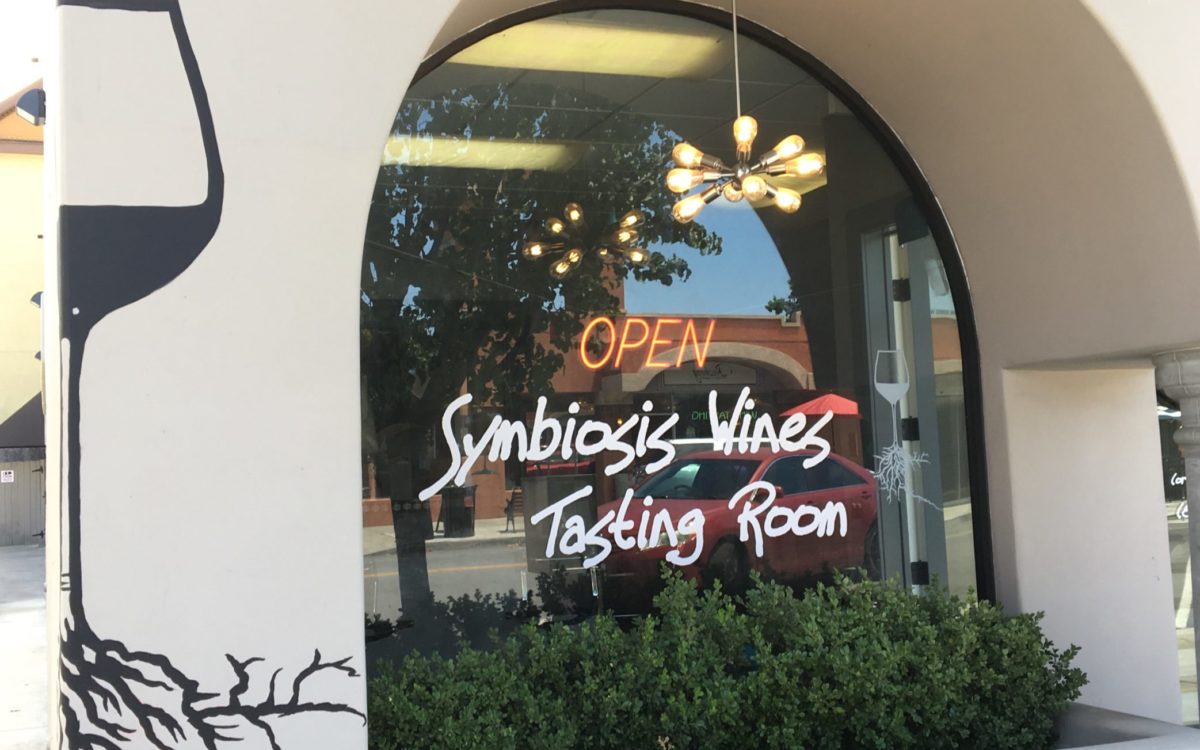 OPEN
Symbiosis Wines
Tasting Room